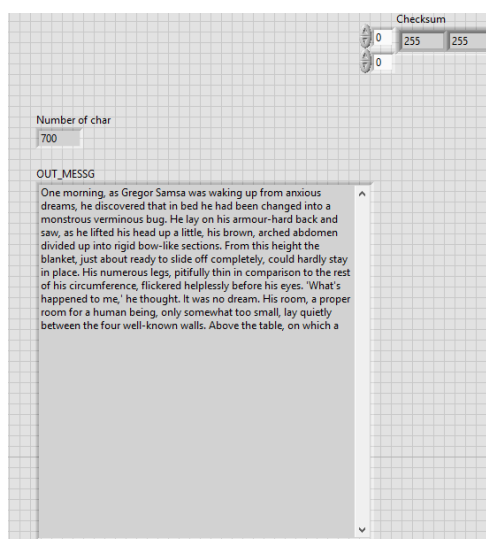 Checksum
0
255
255
0
Number of char
700
OUT_MESSG
One morning, as Gregor Samsa was waking up from anxious
dreams, he discovered that in bed he had been changed into a
monstrous verminous bug. He lay on his armour-hard back and
saw, as he lifted his head up a little, his brown, arched abdomen
divided up into rigid bow-like sections. From this height the
blanket, just about ready to slide off completely, could hardly stay
in place. His numerous legs, pitifully thin in comparison to the rest
of his circumference, flickered helplessly before his eyes. 'What's
happened to me,' he thought. It was no dream. His room, a proper
room for a human being, only somewhat too small, lay quietly
between the four well-known walls. Above the table, on which a